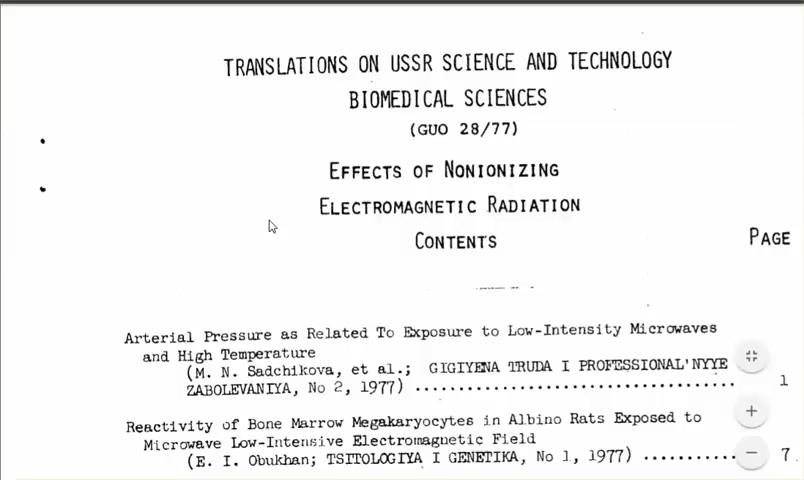 TRANSLATIONS ON USSR SCIENCE AND TECHNOLOGY
BIOMEDICAL SCIENCES
(GUO 28/77)
EFFECTS OF NONIONIZING
ELECTROMAGNETIC RADIATION
CONTENTS
PAGE
Arterial Pressure as Related To Exposure to Low-Intensity Microwaves
and High Temperature
(M. N. Sadchikova, et al.; GIGIYENA TRUDA I PROFESSIONAL'NYYE
ZABOLEVANIYA, No 2, 1977) ..................................... 1
Reactivity of Bone Marrow Megakaryocytes in Albino Rats Exposed to
Microwave Low-Intensive Electromagnetic Field
(E. I. Obukhan; TSITOLOGIYA I GENETIKA, No 1, 1977) .......... 7